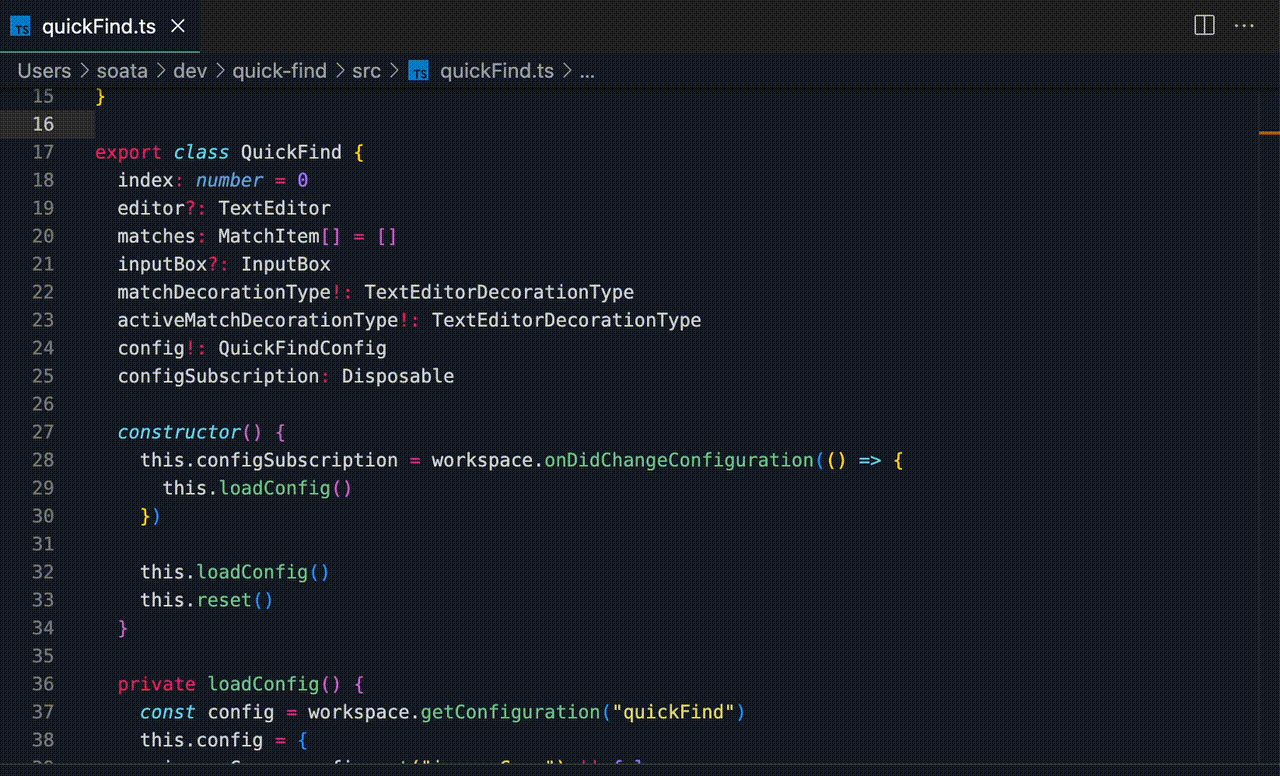 TS quickFind.ts ×
Users > soata > dev > quick-find > src > TS quickFind.ts > ...
15 }
16
17 export class QuickFind {
18   index: number = 0
19   editor?: TextEditor
20   matches: MatchItem[] = []
21   inputBox?: InputBox
22   matchDecorationType!: TextEditorDecorationType
23   activeMatchDecorationType!: TextEditorDecorationType
24   config!: QuickFindConfig
25   configSubscription: Disposable
26
27   constructor() {
28     this.configSubscription = workspace.onDidChangeConfiguration(() => {
29       this.loadConfig()
30     })
31
32     this.loadConfig()
33     this.reset()
34   }
35
36   private loadConfig() {
37     const config = workspace.getConfiguration("quickFind")
38     this.config = {